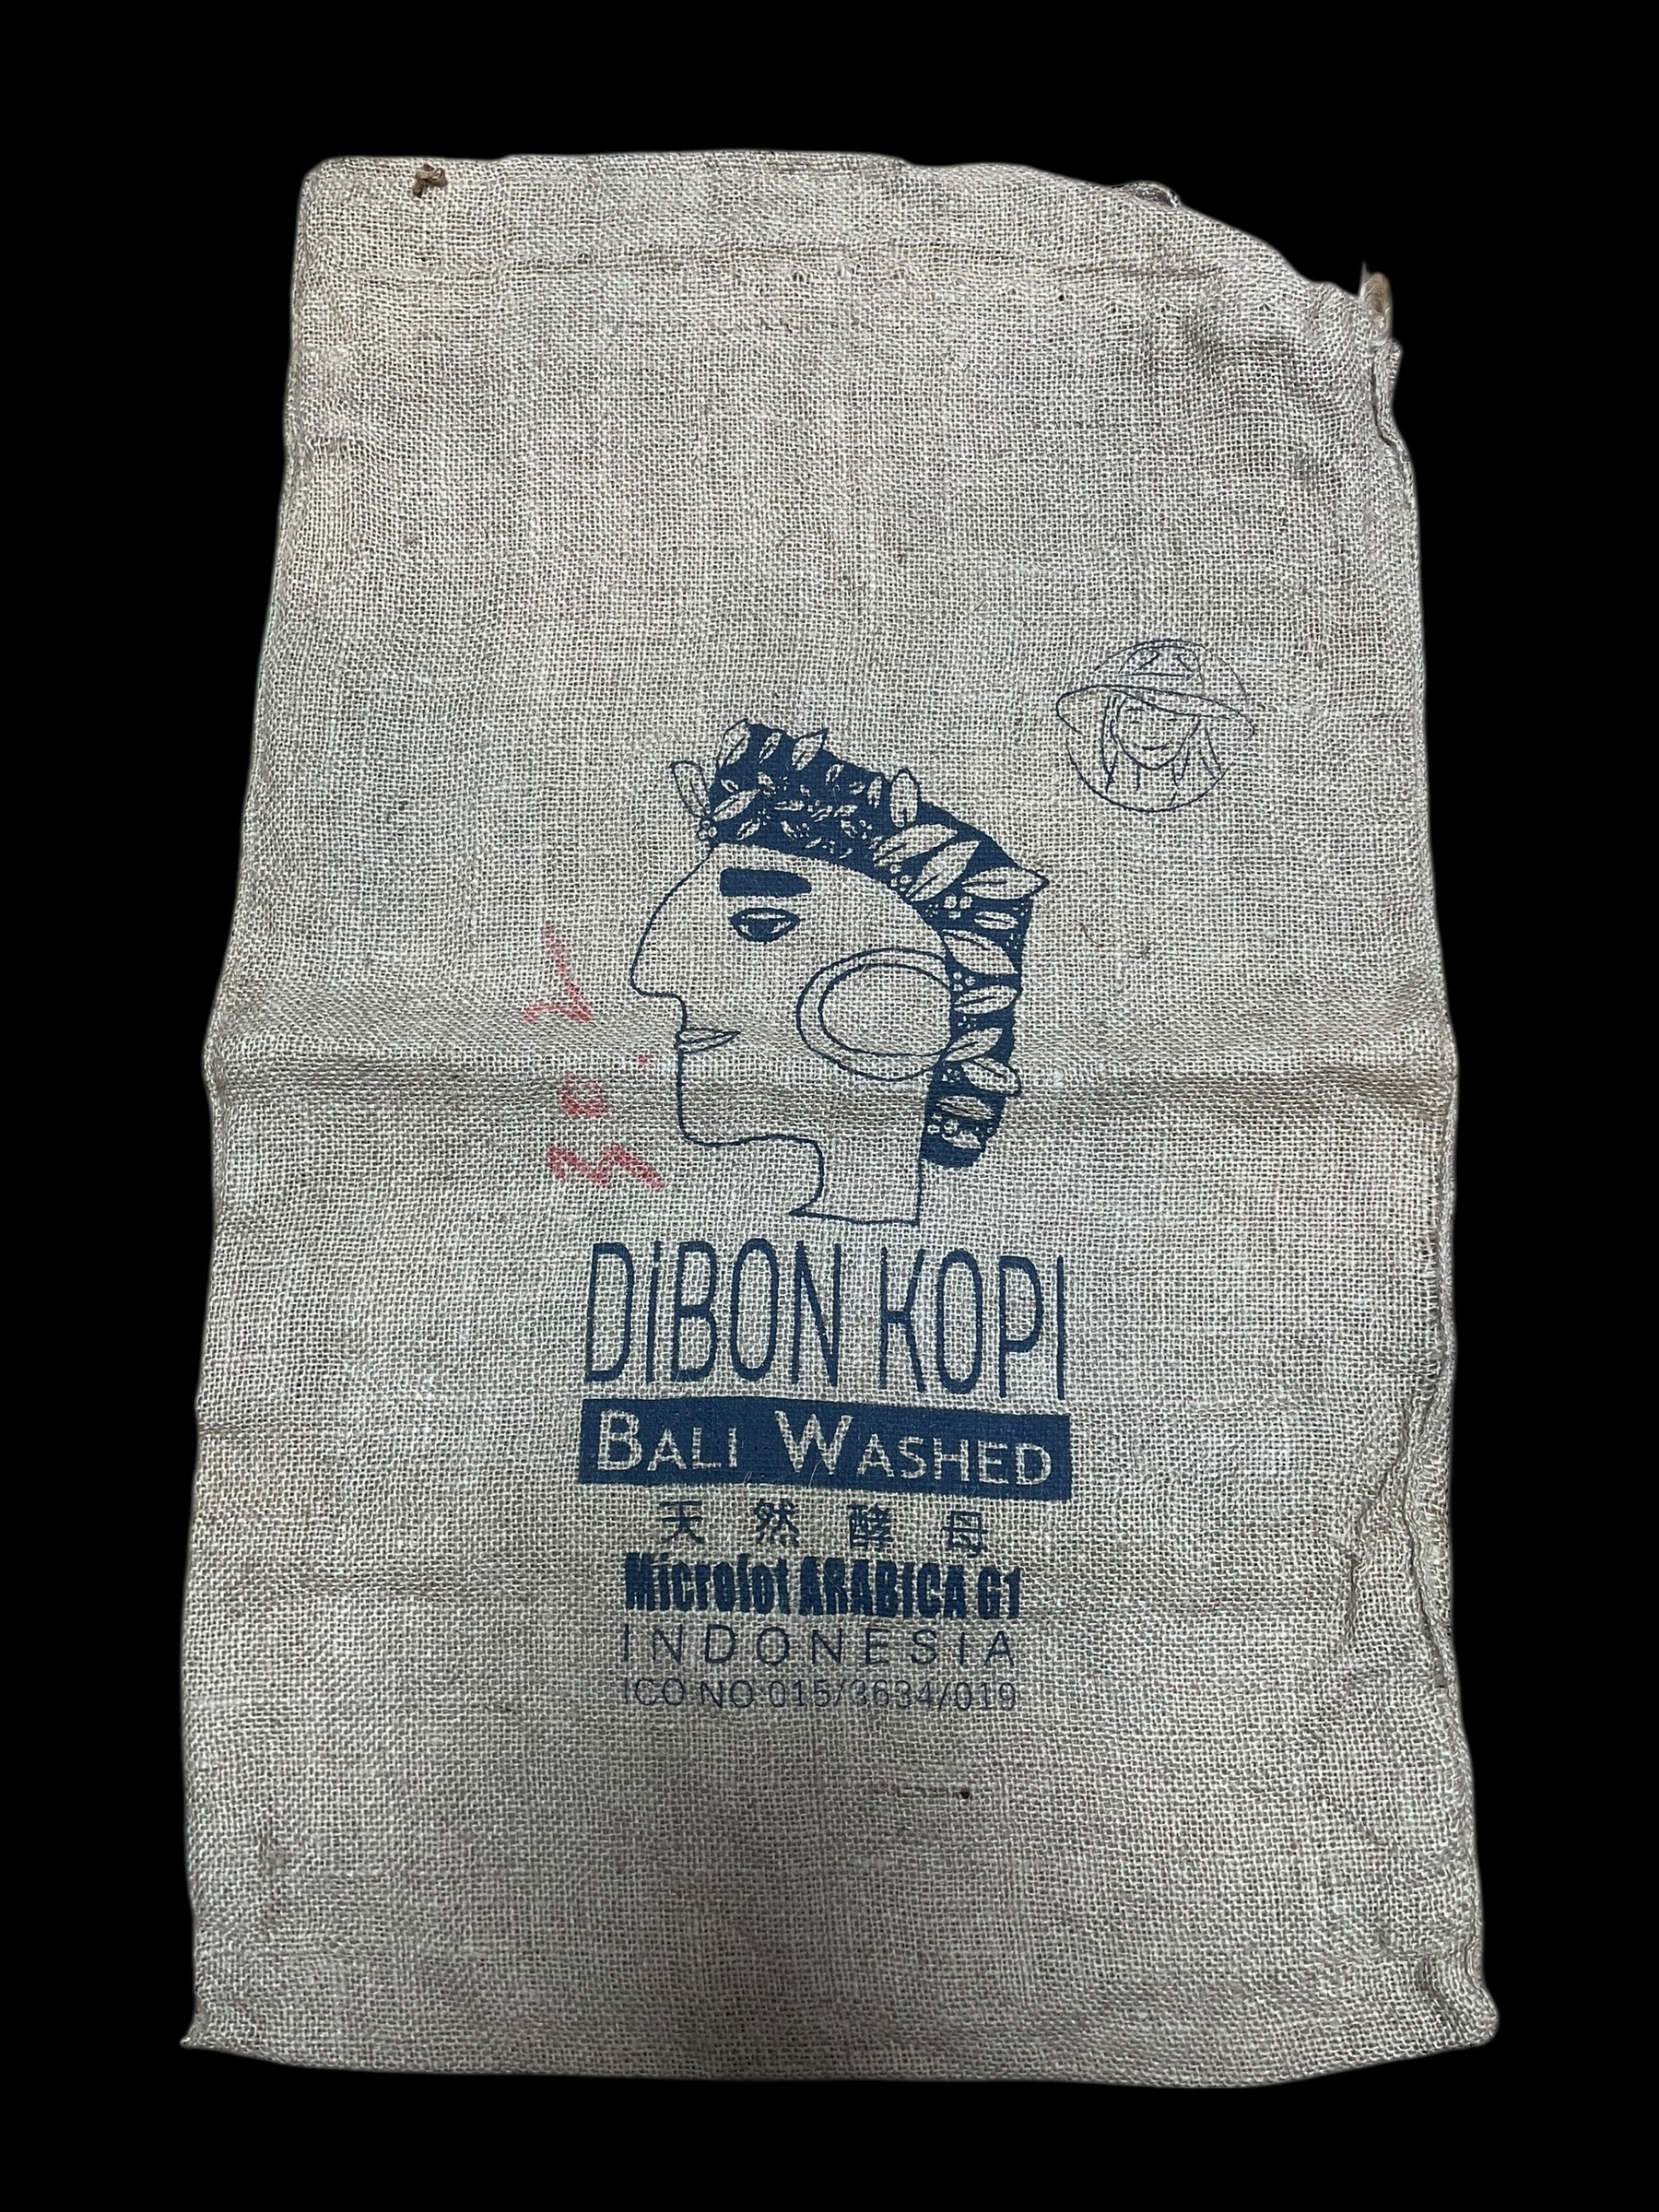 DiBON KOPI
BALI WASHED
天然酵母
Microlot ARABICA G1
INDONESIA
ICO NO:015/3634/019